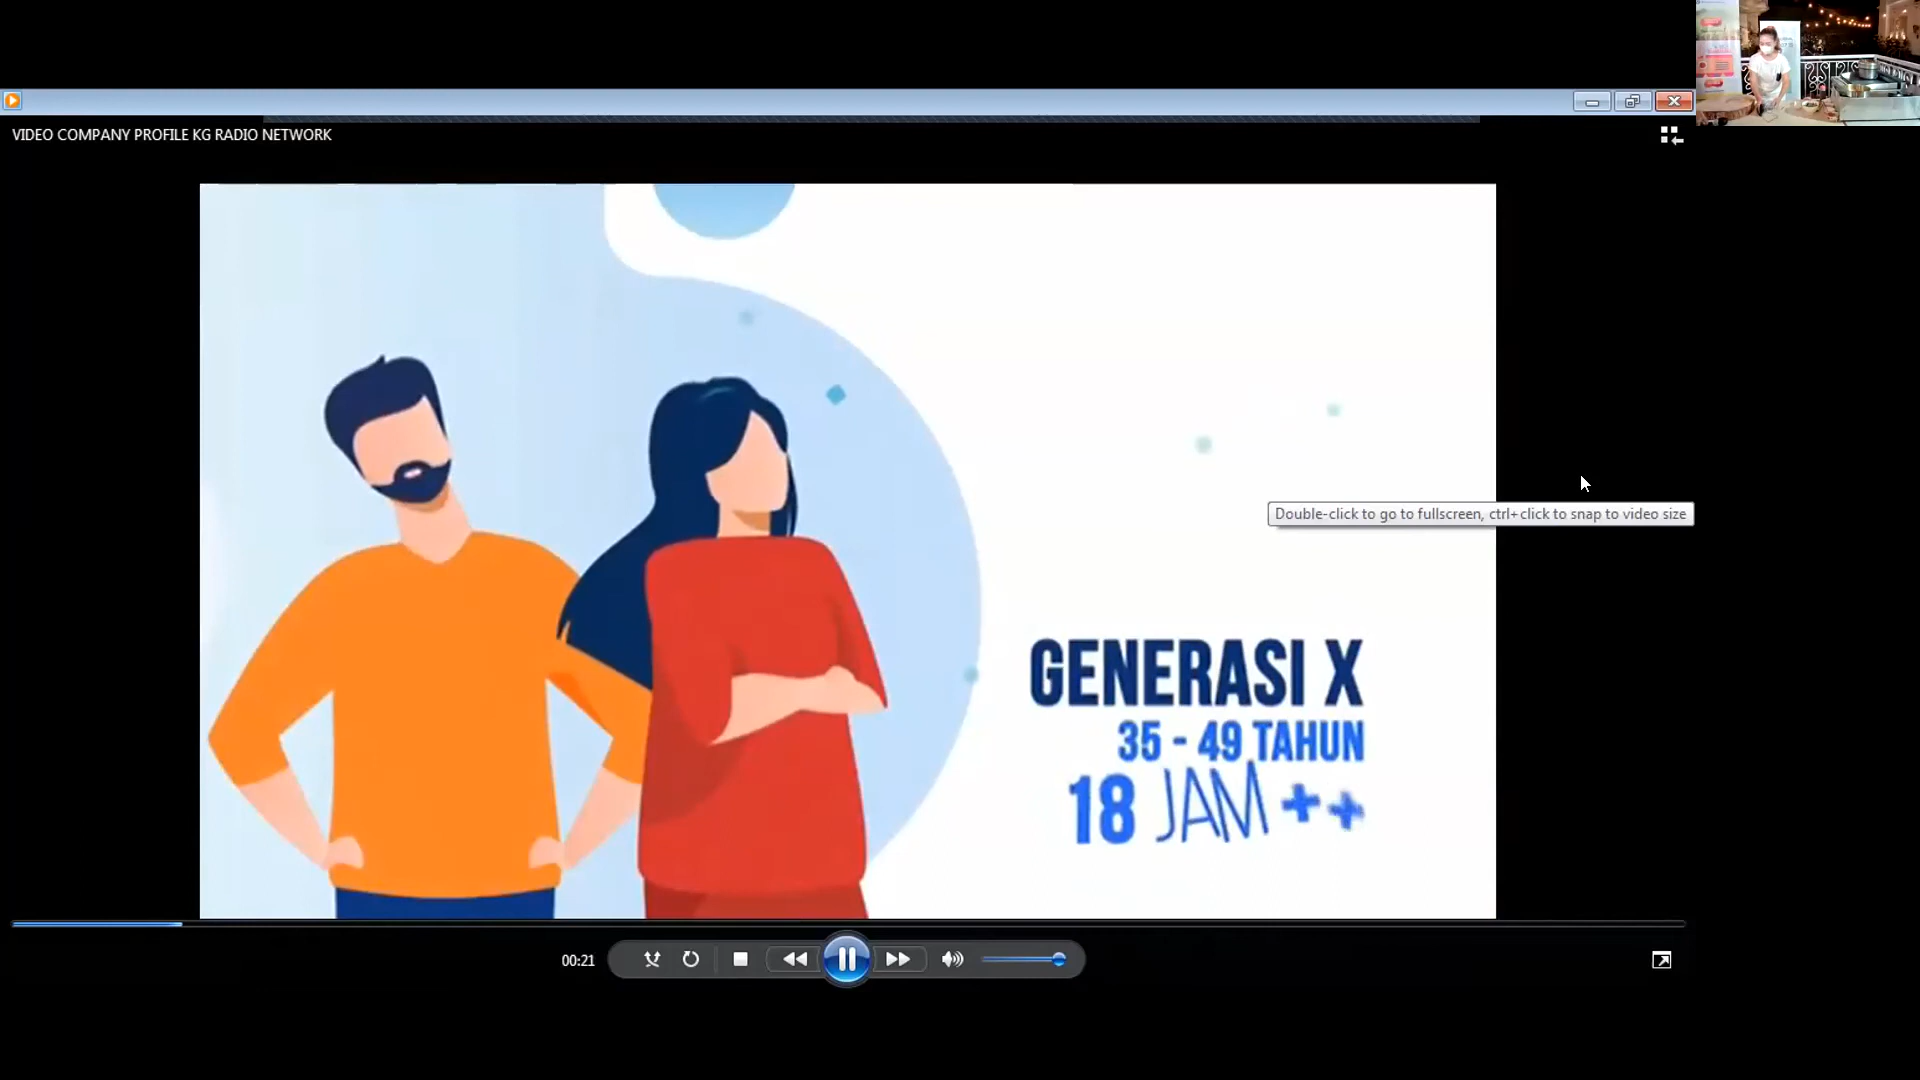 VIDEO COMPANY PROFILE KG RADIO NETWORK
Double-click to go to fullscreen, ctrl+click to snap to video size
GENERASI X
35 - 49 TAHUN
18 JAM ++
00:21